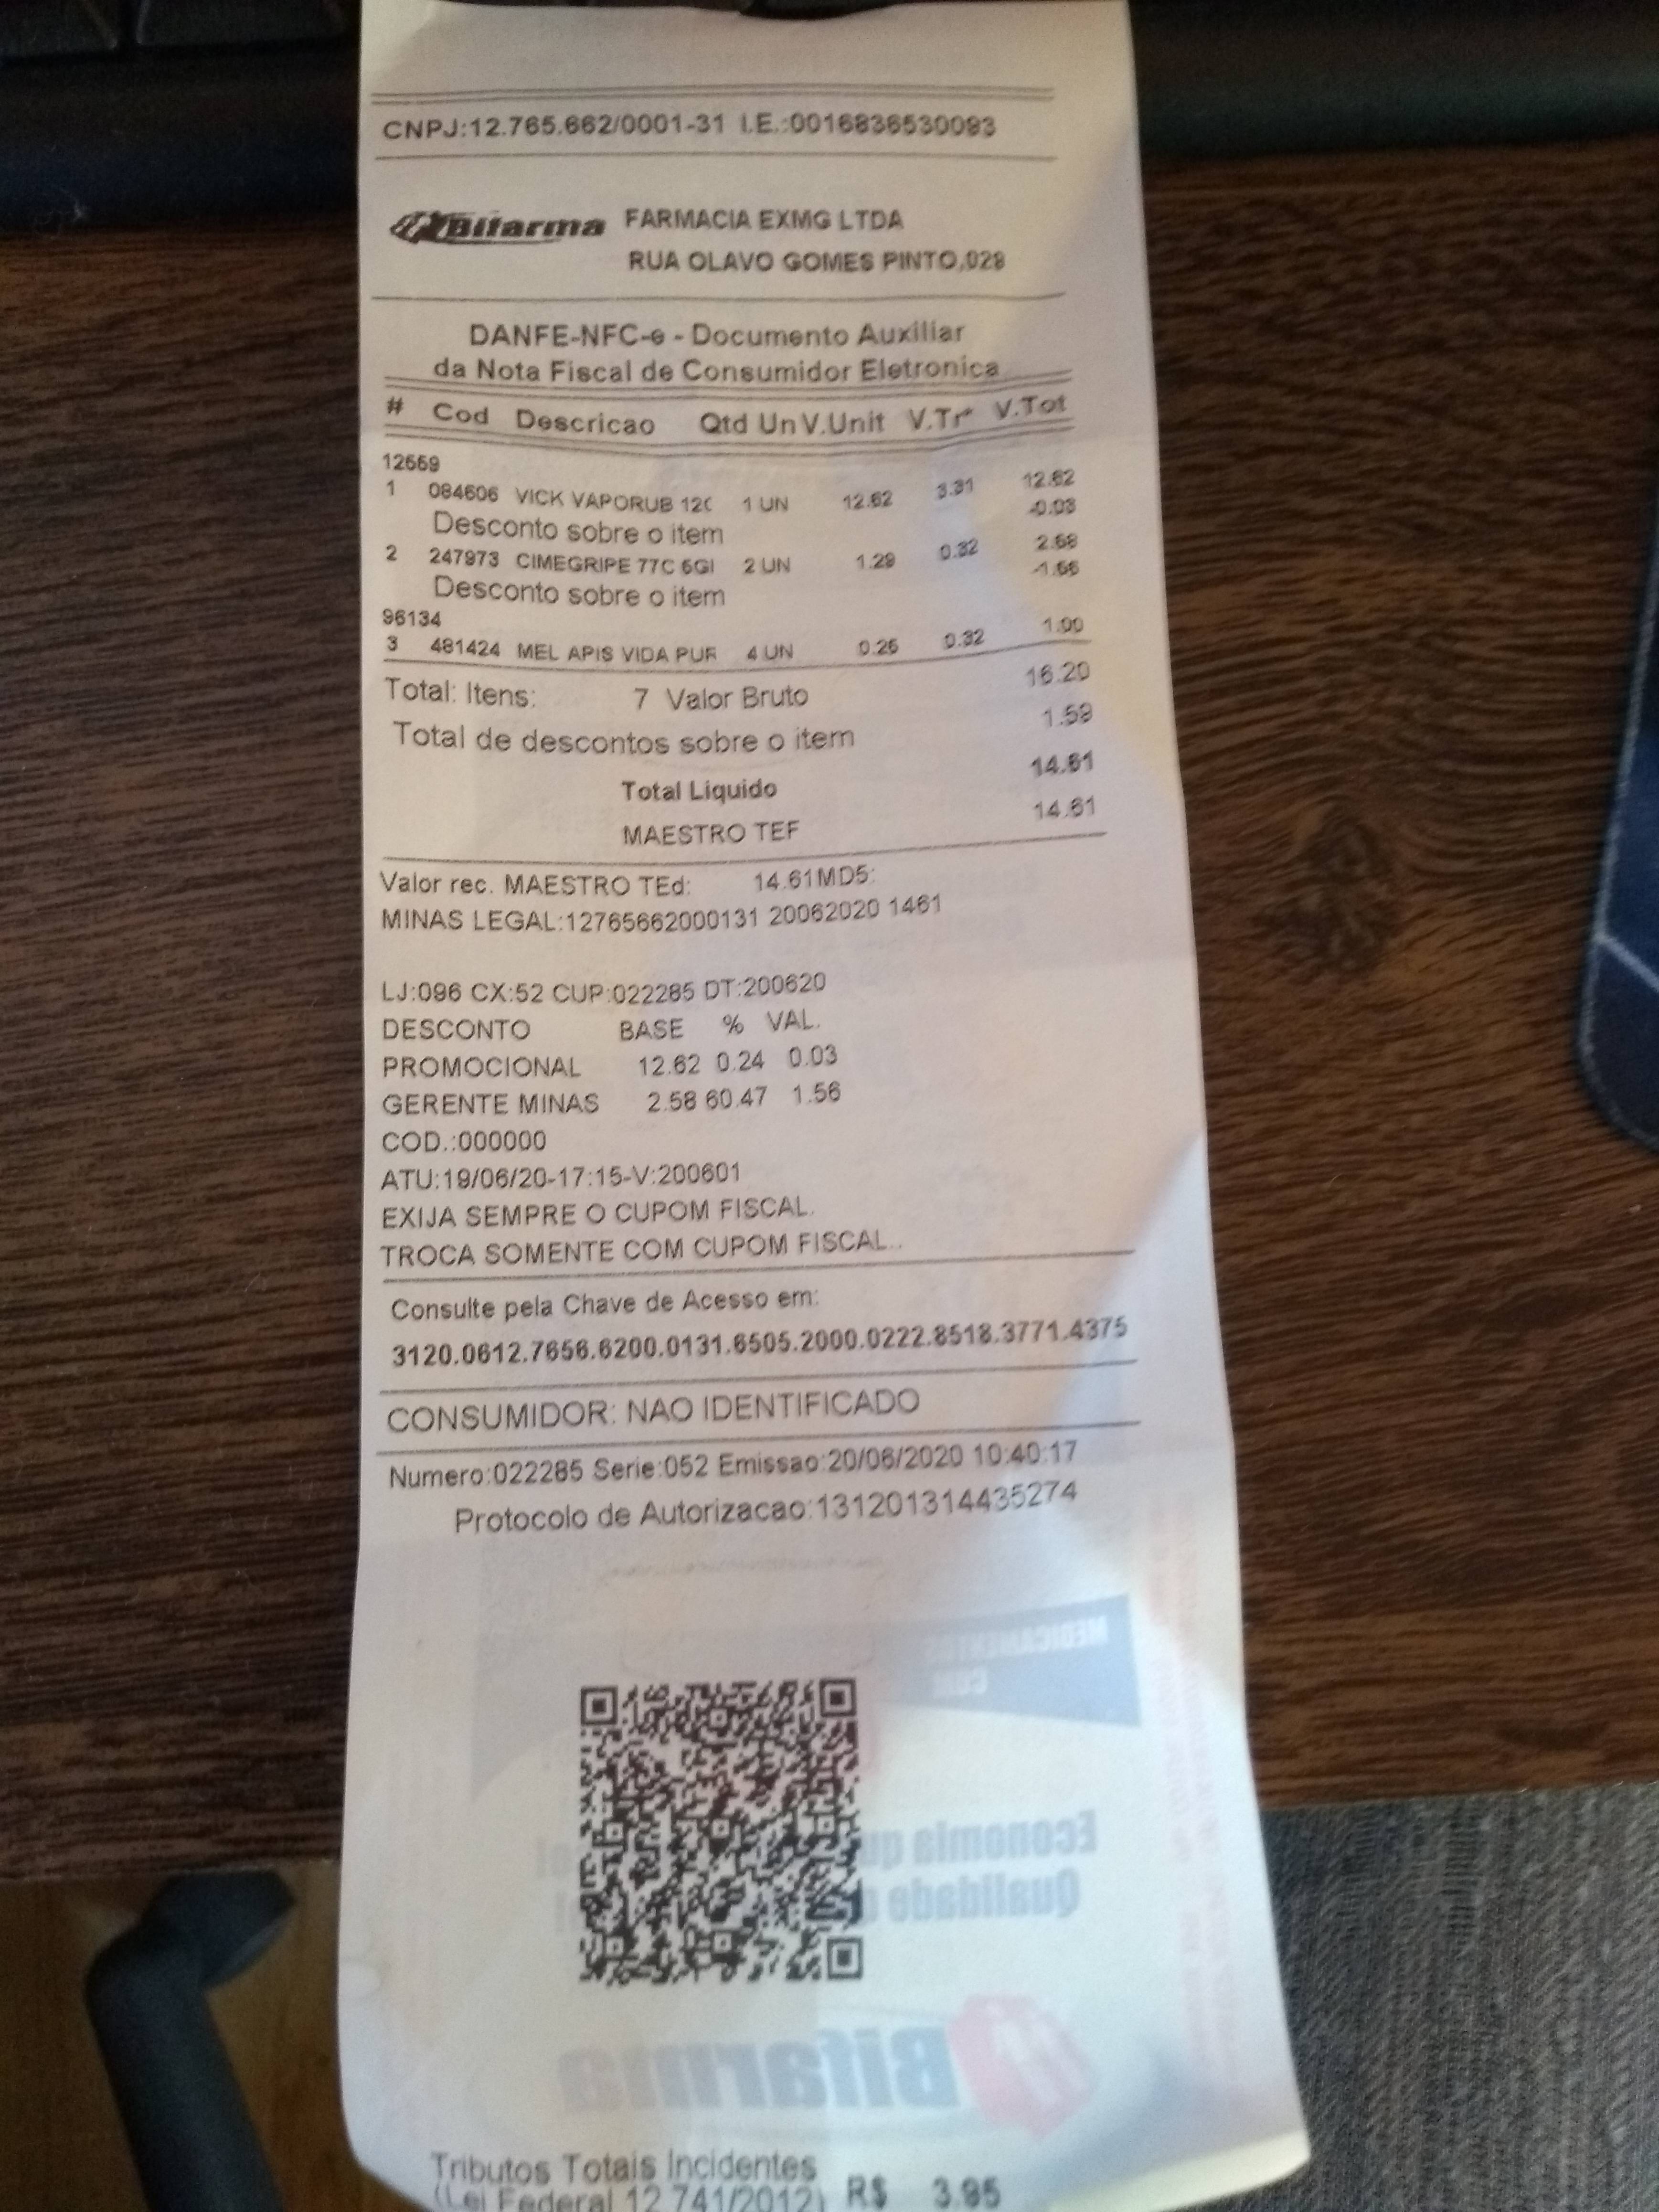 CNPJ:12.765.662/0001-31 I.E.:0016836530093
Bifarma FARMACIA EXMG LTDA
RUA OLAVO GOMES PINTO,029
DANFE-NFC-e - Documento Auxiliar
da Nota Fiscal de Consumidor Eletronica
# Cod Descricao Qtd Un V.Unit V.Tr* V.Tot
12669
1 084606 VICK VAPORUB 12G 1 UN 12.62 3.31 12.62
Desconto sobre o item -0.03
2 247973 CIMEGRIPE 77C 6GI 2 UN 1.29 0.32 2.58
Desconto sobre o item -1.56
96134
3 481424 MEL APIS VIDA PUR 4 UN 0.25 0.32 1.00
Total: Itens: 7 Valor Bruto 16.20
Total de descontos sobre o item 1.59
Total Liquido 14.61
MAESTRO TEF 14.61
Valor rec. MAESTRO TEd: 14.61MD5:
MINAS LEGAL:12765662000131 20062020 1461
LJ:096 CX:52 CUP:022285 DT:200620
DESCONTO BASE % VAL.
PROMOCIONAL 12.62 0.24 0.03
GERENTE MINAS 2.58 60.47 1.56
COD.:000000
ATU:19/06/20-17:15-V:200601
EXIJA SEMPRE O CUPOM FISCAL.
TROCA SOMENTE COM CUPOM FISCAL..
Consulte pela Chave de Acesso em:
3120.0612.7656.6200.0131.6505.2000.0222.8518.3771.4375
CONSUMIDOR: NAO IDENTIFICADO
Numero:022285 Serie:052 Emissao:20/06/2020 10:40:17
Protocolo de Autorizacao:131201314435274
MEDICAMENTOS
COM
Economia
Qualidade
Bifarma
Tributos Totais Incidentes
(Lei Federal 12.741/2012) R$ 3.95